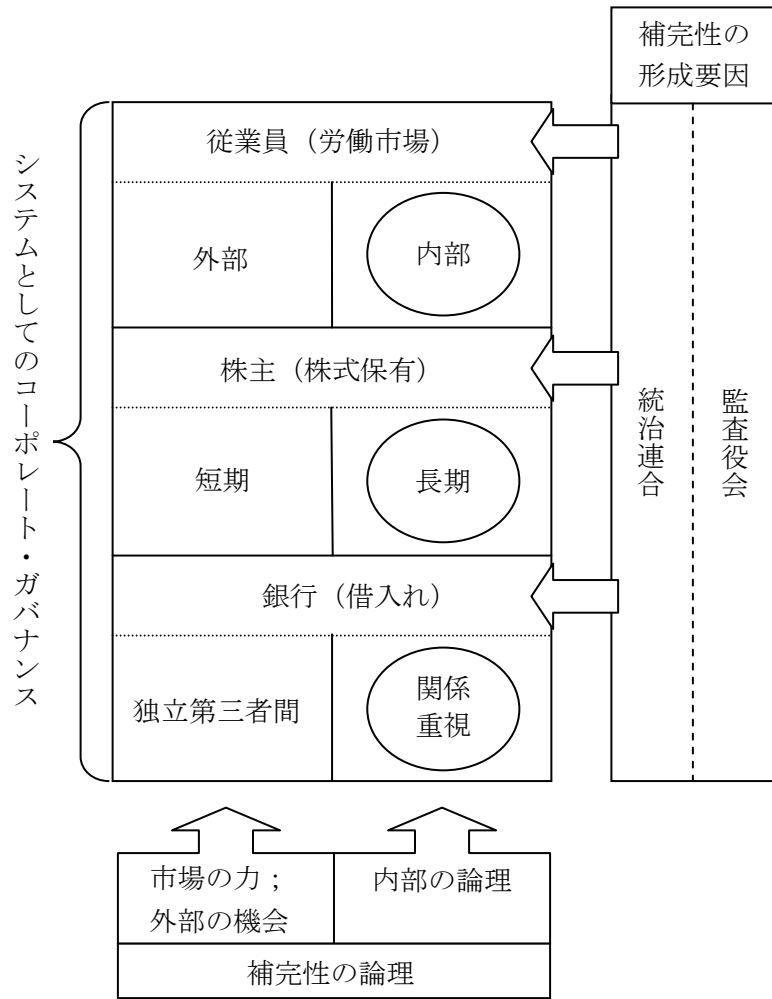 補完性の
形成要因
従業員（労働市場）
外部
内部
株主（株式保有）
短期
長期
銀行（借入れ）
独立第三者間
関係
重視
システムとしてのコーポレート・ガバナンス
統治連合
監査役会
市場の力；
外部の機会
内部の論理
補完性の論理